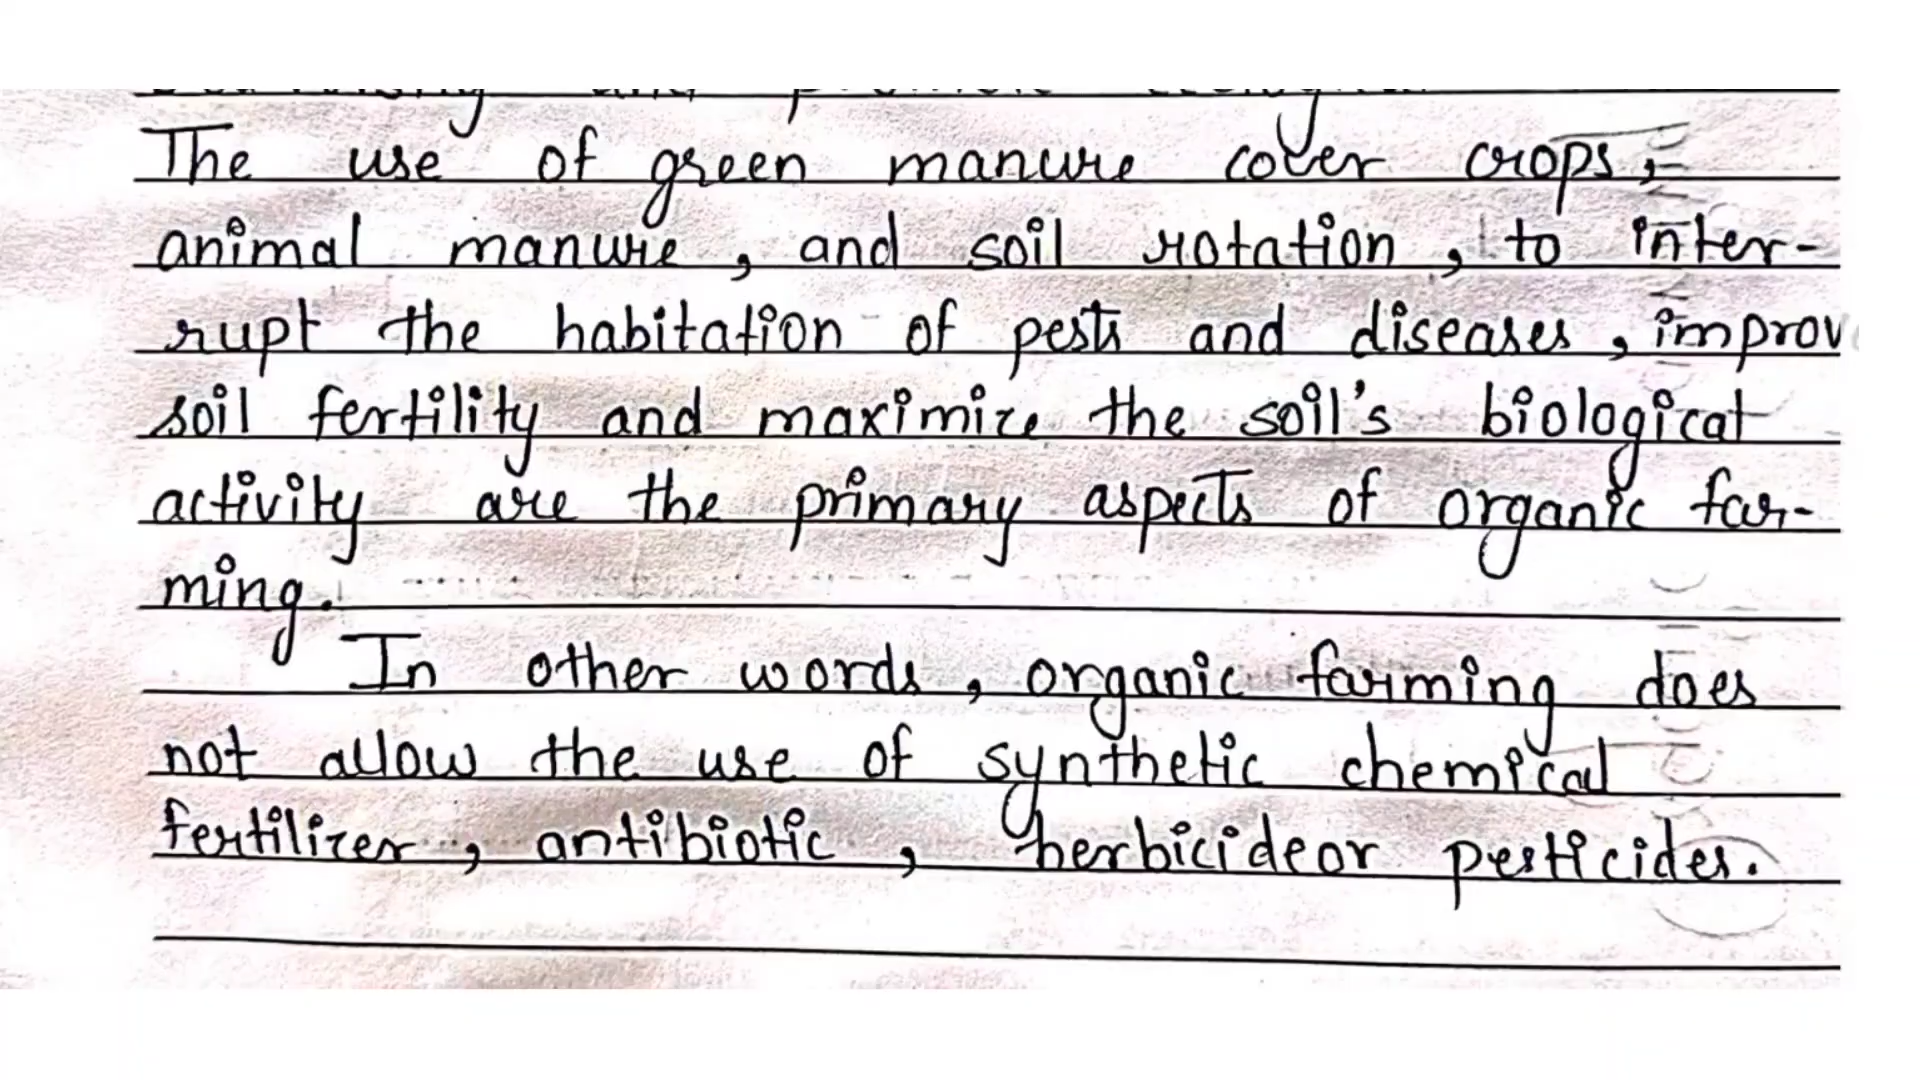 and
The use of green manure cover crops,
animal manure, and soil rotation, to inter-
rupt the habitation of pests and diseases, improv
soil fertility and maximize the soil's biological
activity are the primary aspects of organic far-
ming.
In other words, organic farming does
not allow the use of synthetic chemical
fertilizer, antibiotic, herbicideor pesticides.